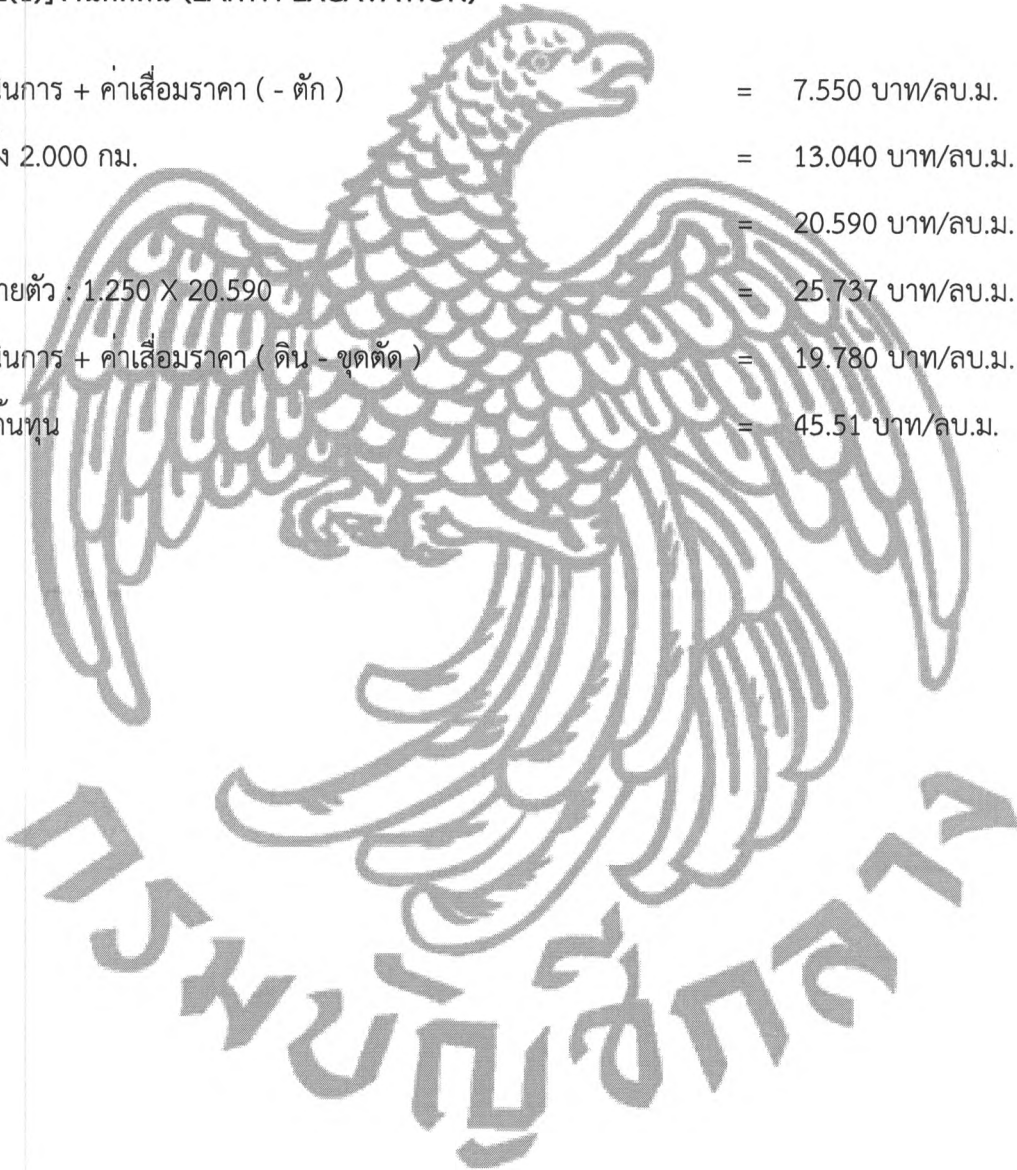 (EARTH EXCAVATION)
นการ + ค่าเสื่อมราคา ( - ตัก ) = 7.550 บาท/ลบ.ม.
ง 2.000 กม. = 13.040 บาท/ลบ.ม.
= 20.590 บาท/ลบ.ม.
ายตัว : 1.250 X 20.590 = 25.737 บาท/ลบ.ม.
นการ + ค่าเสื่อมราคา ( ดิน - ขุดตัด ) = 19.780 บาท/ลบ.ม.
้นทุน = 45.51 บาท/ลบ.ม.
กรมบัญชีกลาง